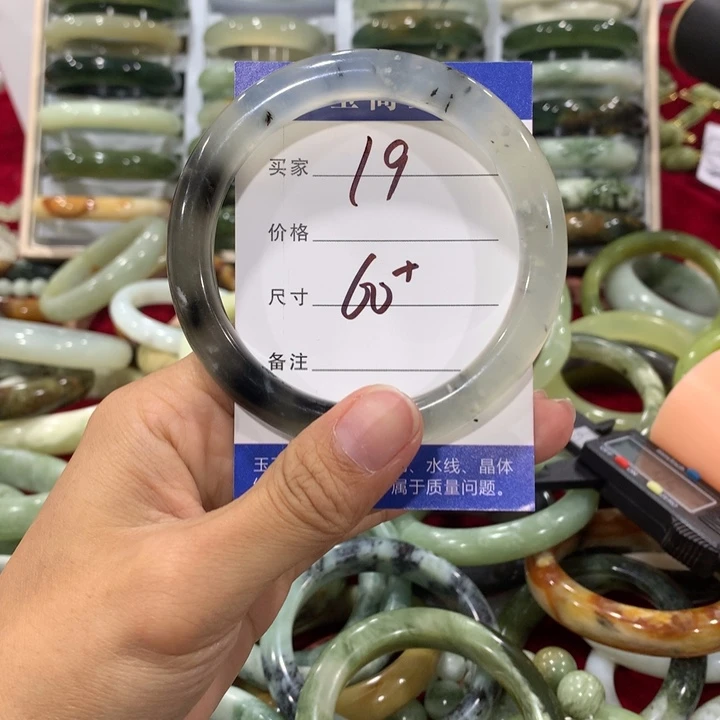 买家 19
价格
尺寸 60+
备注
、水线、晶体
属于质量问题。